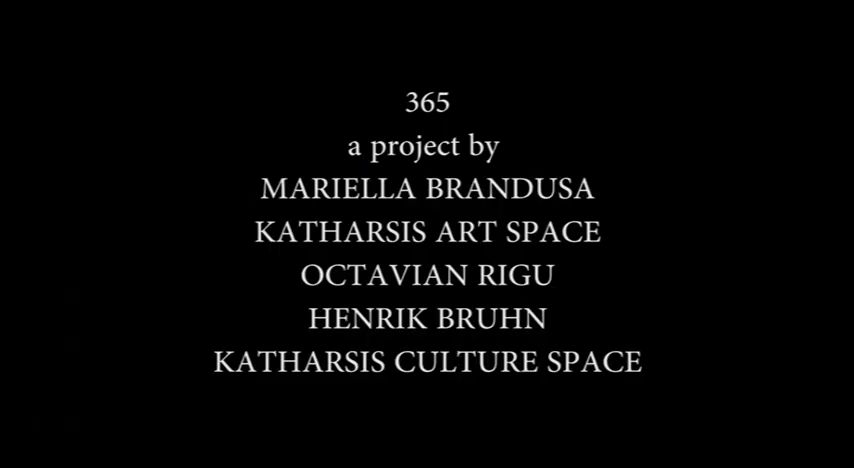 365
a project by
MARIELLA BRANDUSA
KATHARSIS ART SPACE
OCTAVIAN RIGU
HENRIK BRUHN
KATHARSIS CULTURE SPACE